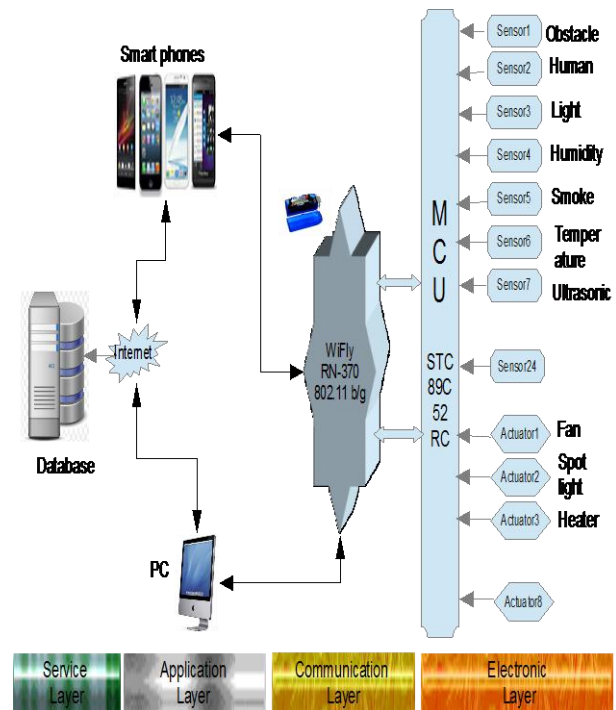 Smart phones
Internet
Database
PC
WiFly
RN-370
802.11 b/g
M
C
U
STC
89C
52
RC
Sensor1
Obstacle
Sensor2
Human
Sensor3
Light
Sensor4
Humidity
Sensor5
Smoke
Sensor6
Temper
ature
Sensor7
Ultrasonic
Sensor24
Actuator1
Fan
Actuator2
Spot
light
Actuator3
Heater
Actuator8
Service
Layer
Application
Layer
Communication
Layer
Electronic
Layer